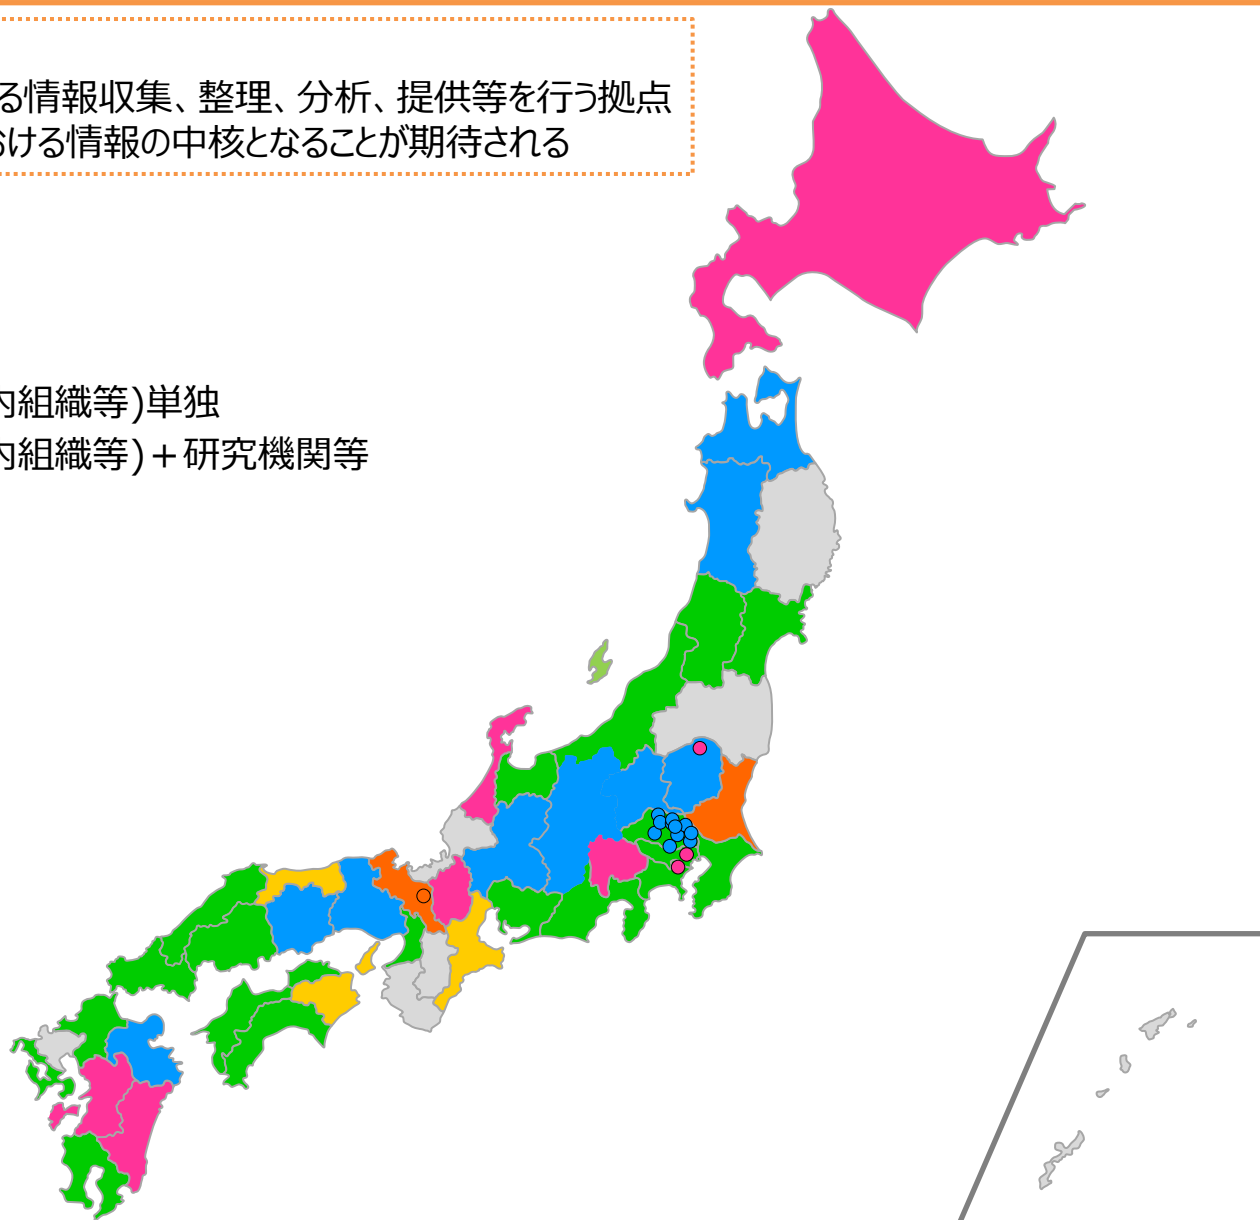 る情報収集、整理、分析、提供等を行う拠点
おける情報の中核となることが期待される
内組織等)単独
内組織等)＋研究機関等